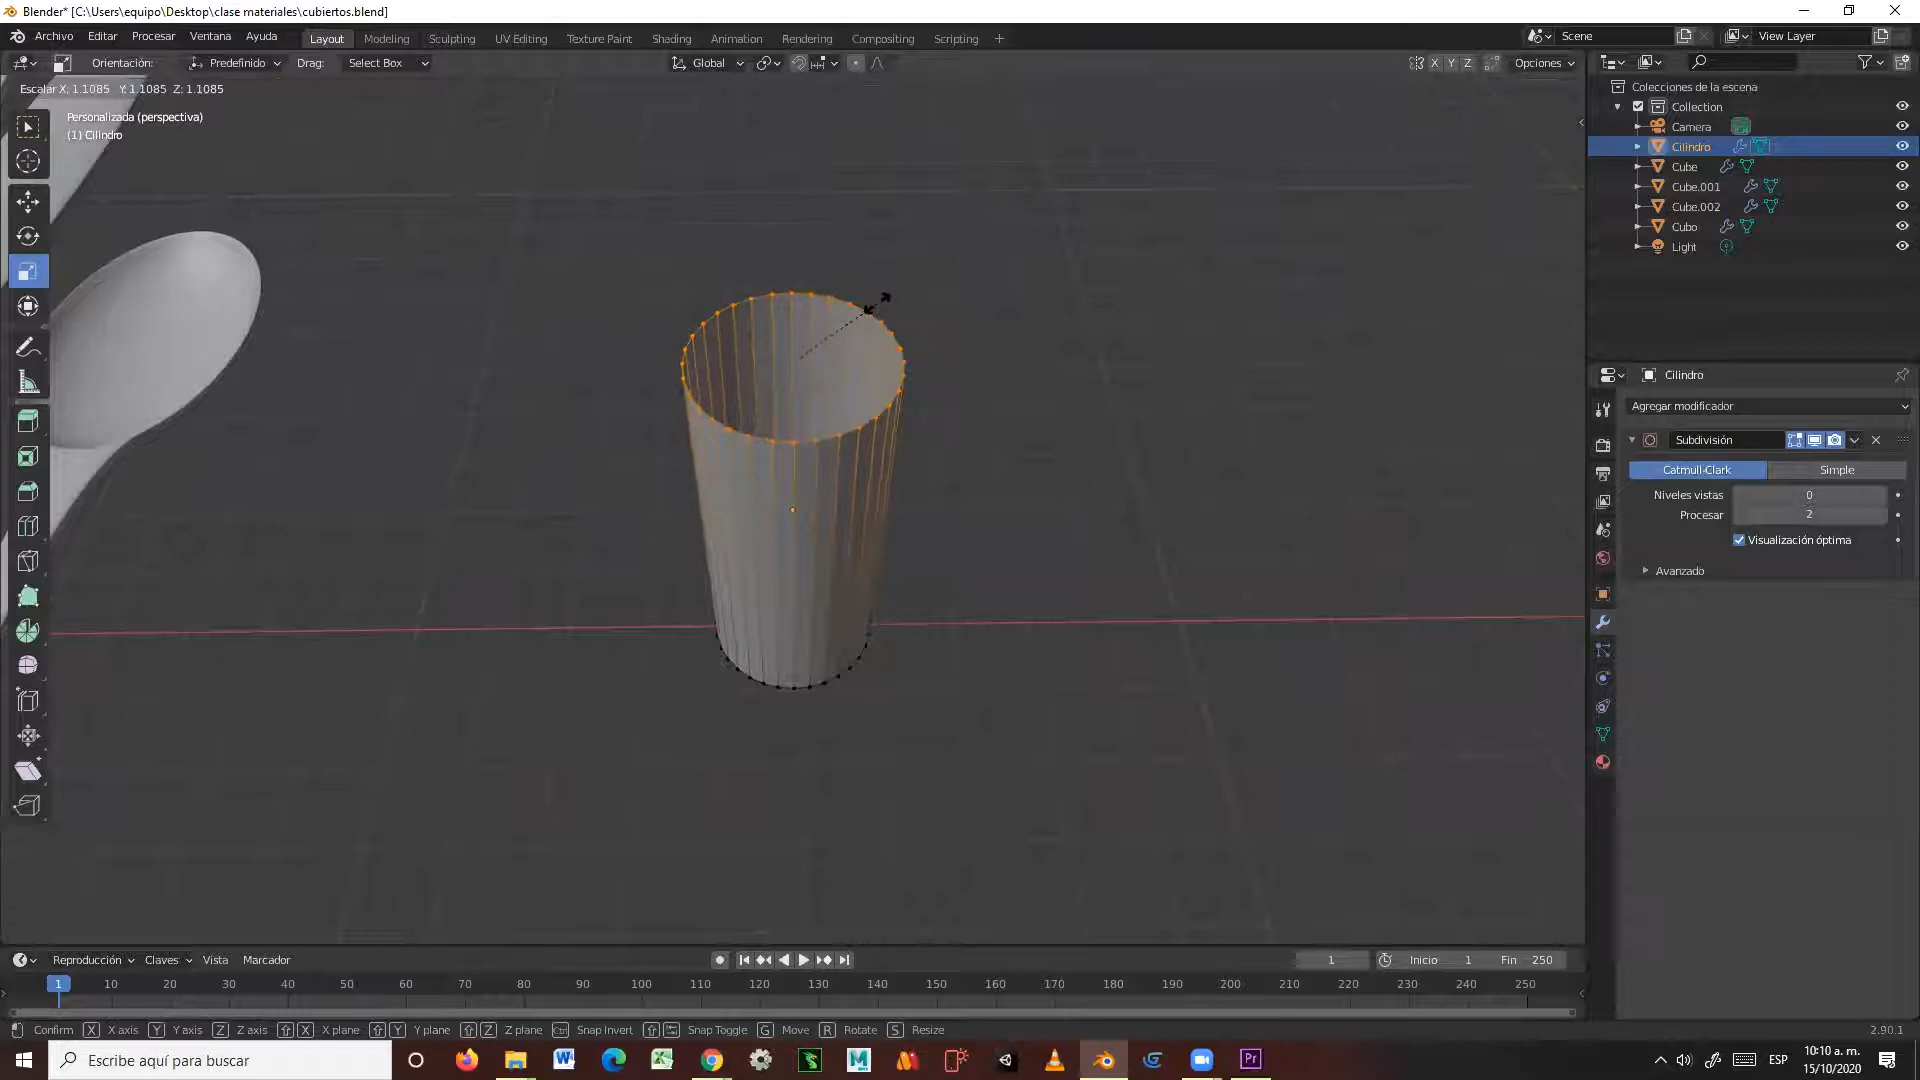 Blender* [C:\Users\equipo\Desktop\clase materiales\cubiertos.blend]
Archivo Editar Procesar Ventana Ayuda Layout Modeling Sculpting UV Editing Texture Paint Shading Animation Rendering Compositing Scripting + Scene View Layer
Orientación: Predefinido Drag: Select Box Global X Y Z Opciones
Escalar X: 1.1085 Y: 1.1085 Z: 1.1085
Personalizada (perspectiva)
(1) Cilindro
Colecciones de la escena
Collection
Camera
Cilindro
Cube
Cube.001
Cube.002
Cubo
Light
Cilindro
Agregar modificador
Subdivisión
Catmull-Clark Simple
Niveles vistas 0
Procesar 2
Visualización óptima
Avanzado
Reproducción Claves Vista Marcador 1 Inicio 1 Fin 250
1 10 20 30 40 50 60 70 80 90 100 110 120 130 140 150 160 170 180 190 200 210 220 230 240 250
Confirm X X axis Y Y axis Z Z axis X X plane Y Y plane Z Z plane Ctrl Snap Invert Snap Toggle G Move R Rotate S Resize 2.90.1
Escribe aquí para buscar ESP 10:10 a. m.
15/10/2020